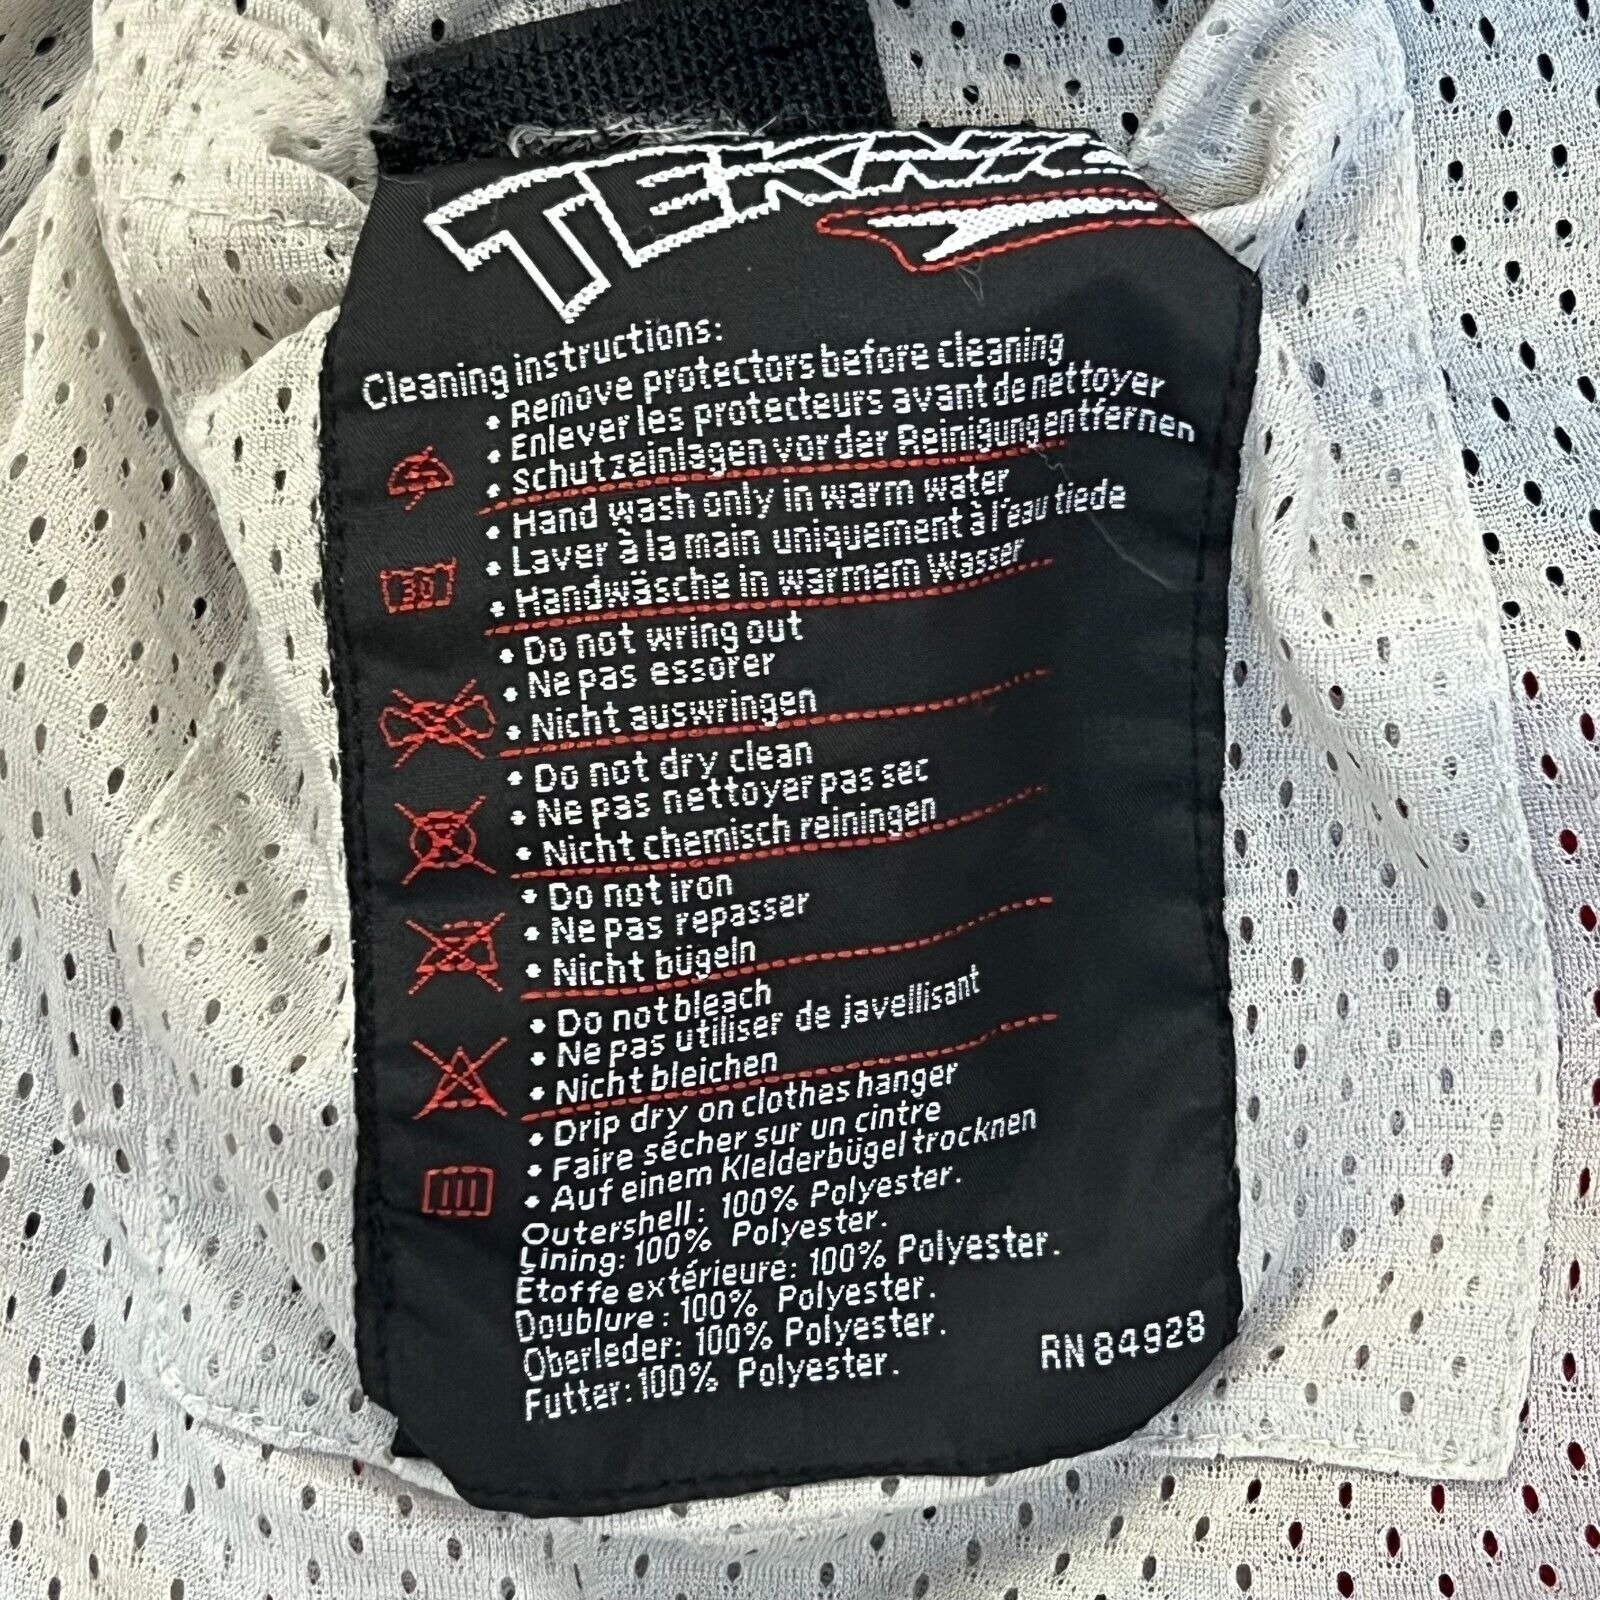 TEKNIC
Cleaning instructions:
• Remove protectors before cleaning
• Enlever les protecteurs avant de nettoyer
• Schutzeinlagen vor der Reinigung entfernen
• Hand wash only in warm water
• Laver à la main uniquement à l'eau tiede
30
• Handwäsche in warmem Wasser
• Do not wring out
• Ne pas essorer
• Nicht auswringen
• Do not dry clean
• Ne pas nettoyer pas sec
• Nicht chemisch reiningen
• Do not iron
• Ne pas repasser
• Nicht bügeln
• Do not bleach
• Ne pas utiliser de javellisant
• Nicht bleichen
• Drip dry on clothes hanger
• Faire sécher sur un cintre
• Auf einem Klelderbügel trocknen
Outershell: 100% Polyester.
Lining: 100% Polyester.
Étoffe extérieure: 100% Polyester.
Doublure : 100% Polyester.
Oberleder: 100% Polyester.
Futter: 100% Polyester.
RN 84928